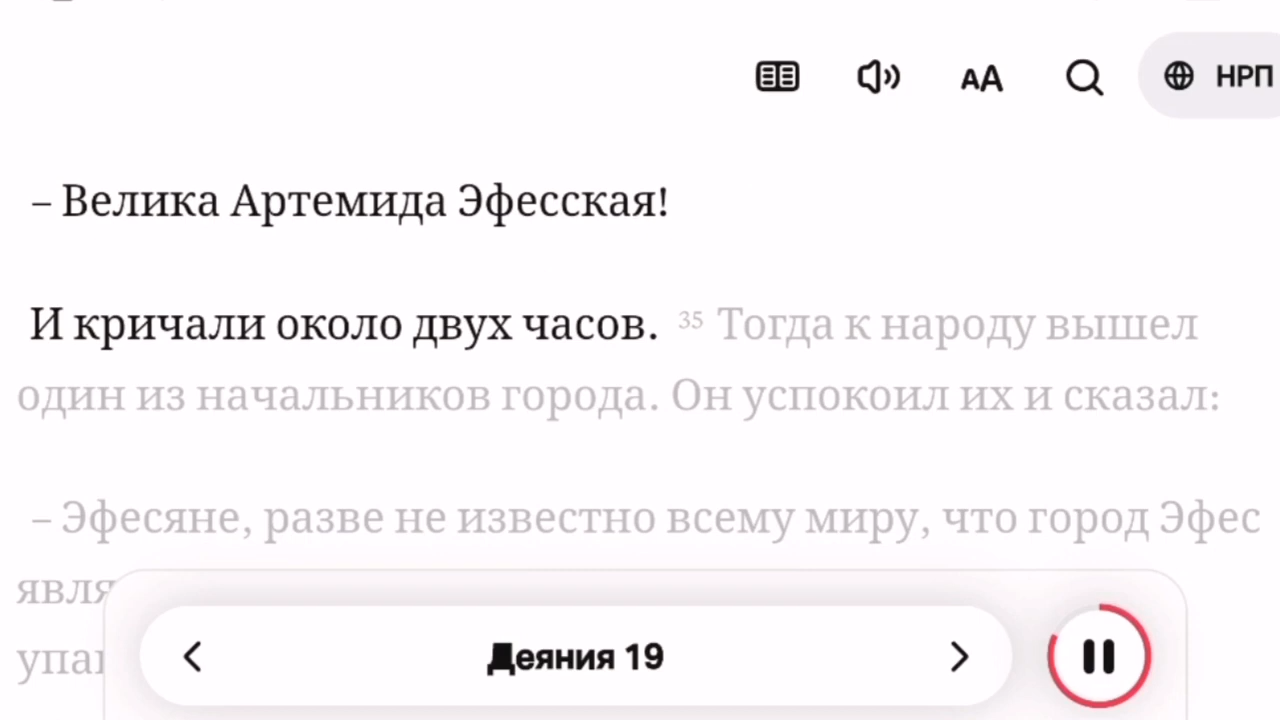 AA
НРП
– Велика Артемида Эфесская!
И кричали около двух часов. 35 Тогда к народу вышел
один из начальников города. Он успокоил их и сказал:
– Эфесяне, разве не известно всему миру, что город Эфес
Деяния 19